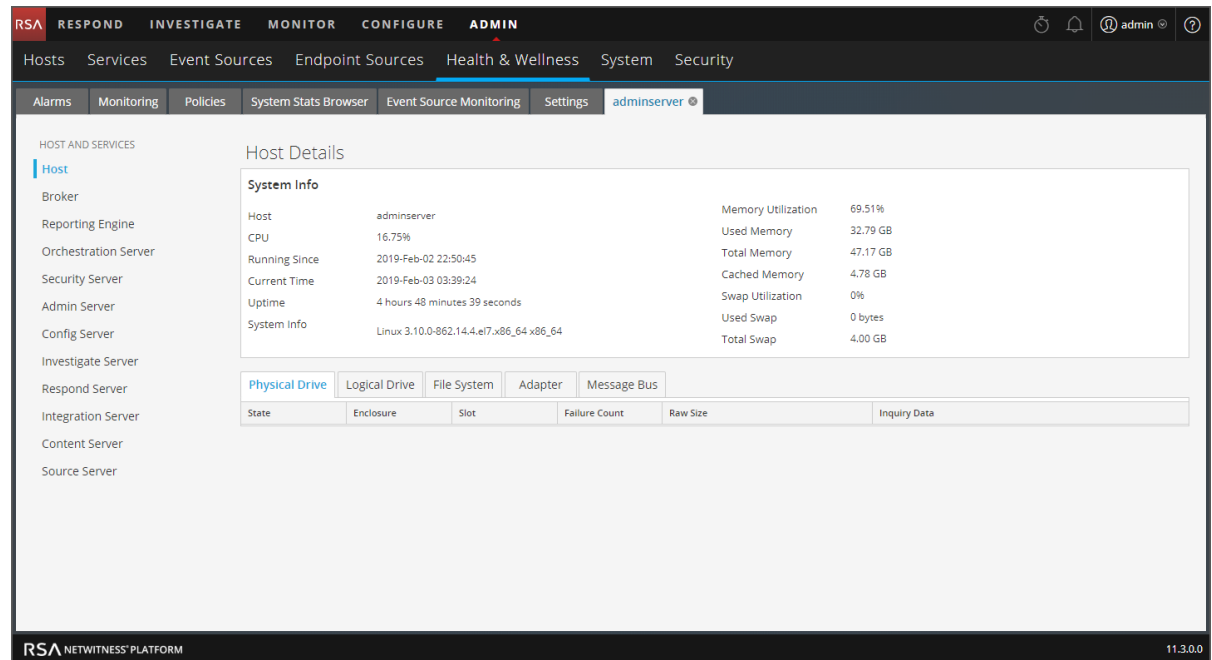 RSA RESPOND INVESTIGATE MONITOR CONFIGURE ADMIN admin
Hosts Services Event Sources Endpoint Sources Health & Wellness System Security
Alarms Monitoring Policies System Stats Browser Event Source Monitoring Settings adminserver
HOST AND SERVICES
Host
Broker
Reporting Engine
Orchestration Server
Security Server
Admin Server
Config Server
Investigate Server
Respond Server
Integration Server
Content Server
Source Server
Host Details
System Info
Host adminserver
CPU 16.75%
Running Since 2019-Feb-02 22:50:45
Current Time 2019-Feb-03 03:39:24
Uptime 4 hours 48 minutes 39 seconds
System Info Linux 3.10.0-862.14.4.el7.x86_64 x86_64
Memory Utilization 69.51%
Used Memory 32.79 GB
Total Memory 47.17 GB
Cached Memory 4.78 GB
Swap Utilization 0%
Used Swap 0 bytes
Total Swap 4.00 GB
Physical Drive Logical Drive File System Adapter Message Bus
State Enclosure Slot Failure Count Raw Size Inquiry Data
RSA NETWITNESS® PLATFORM 11.3.0.0